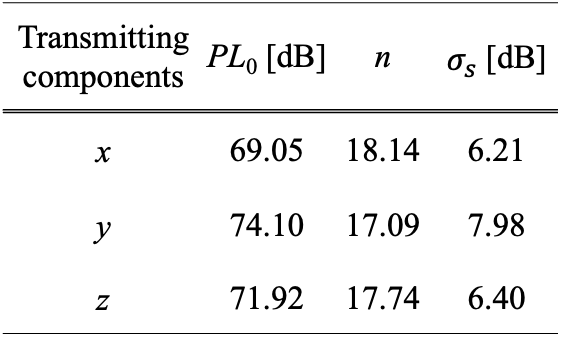 Transmitting components PL₀ [dB] n σₛ [dB]
x 69.05 18.14 6.21
y 74.10 17.09 7.98
z 71.92 17.74 6.40